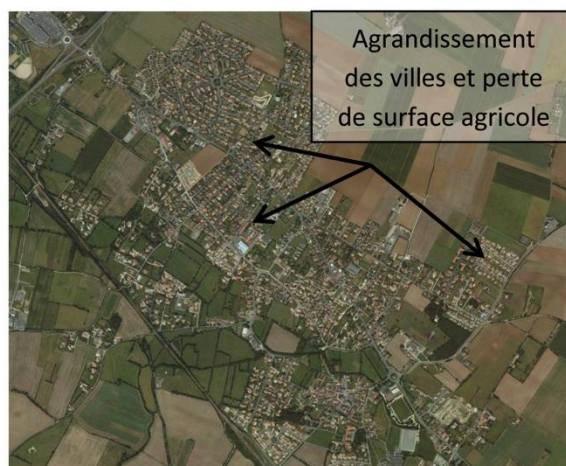 Agrandissement
des villes et perte
de surface agricole